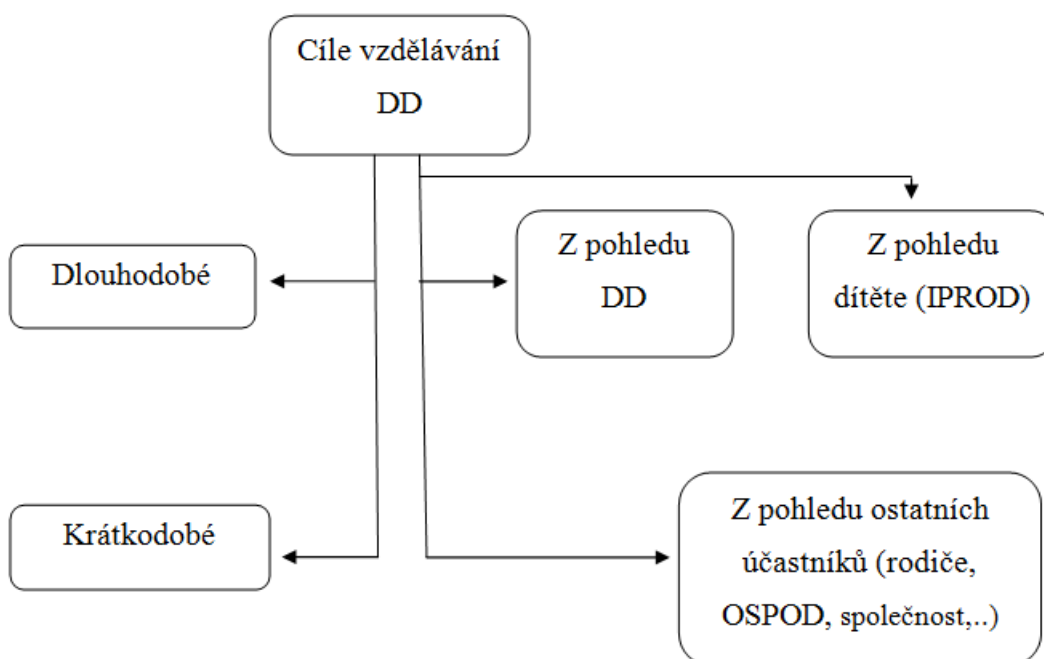 Cíle vzdělávání
DD
Dlouhodobé
Z pohledu
DD
Z pohledu
dítěte (IPROD)
Krátkodobé
Z pohledu ostatních
účastníků (rodiče,
OSPOD, společnost,..)